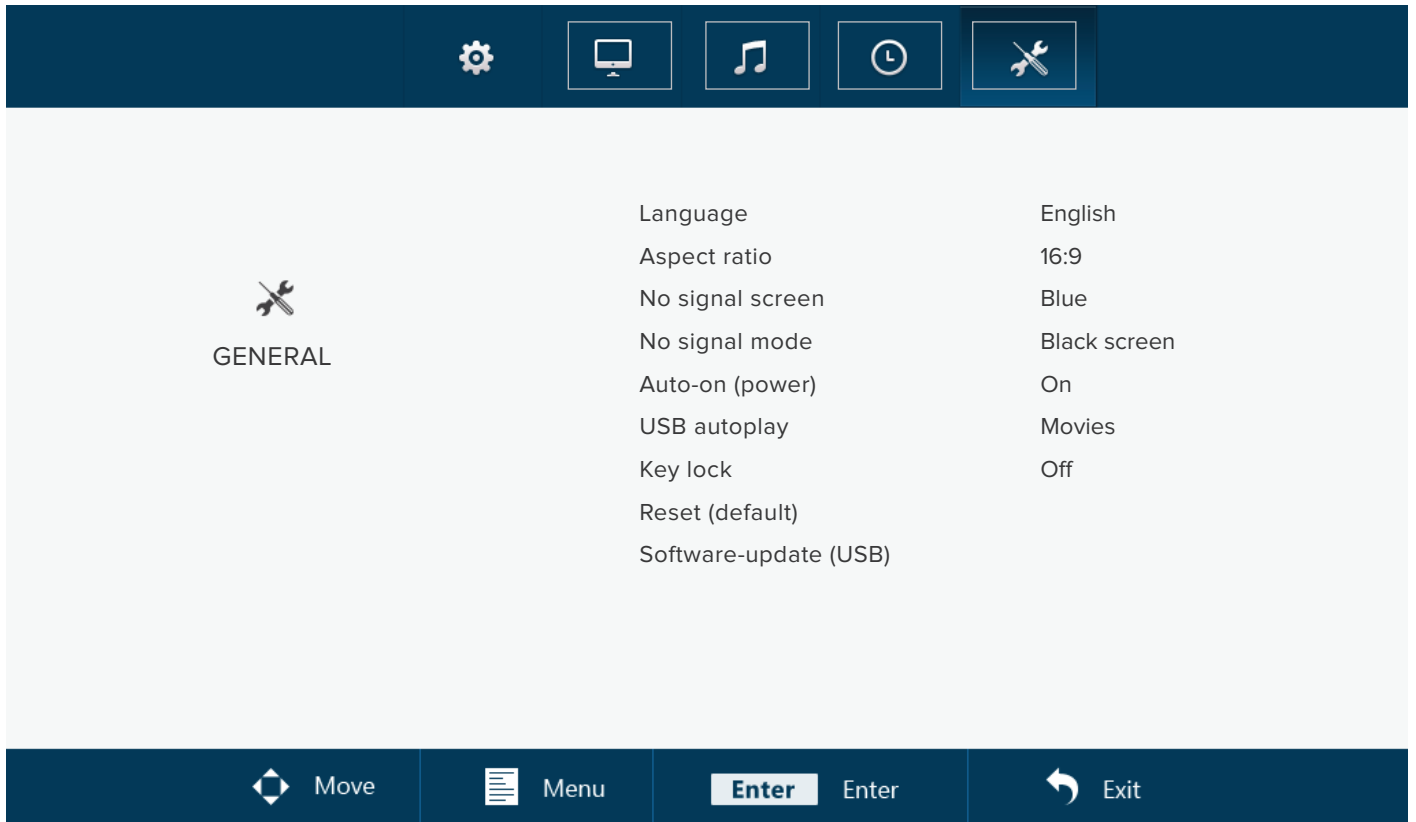 GENERAL
Language English
Aspect ratio 16:9
No signal screen Blue
No signal mode Black screen
Auto-on (power) On
USB autoplay Movies
Key lock Off
Reset (default)
Software-update (USB)
Move Menu Enter Enter Exit